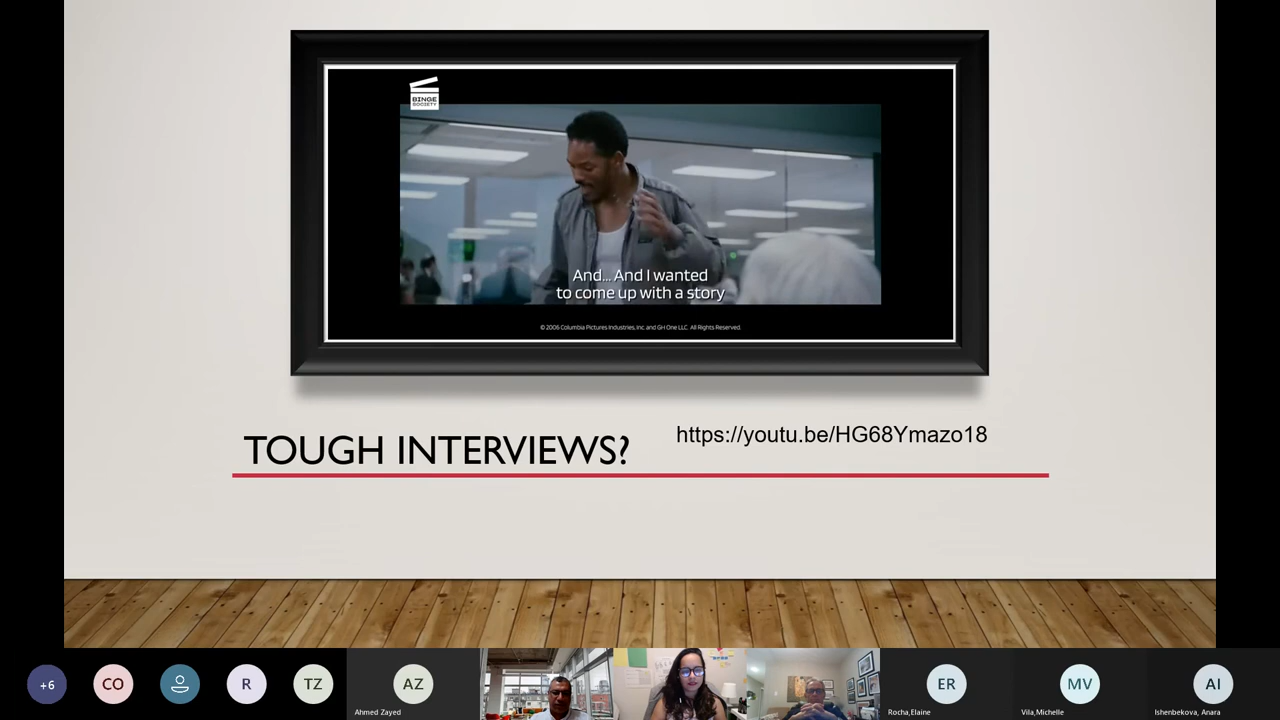 BINGE
SOCIETY
And... And I wanted
to come up with a story
© 2006 Columbia Pictures Industries, Inc. and GH One LLC. All Rights Reserved.
TOUGH INTERVIEWS?
https://youtu.be/HG68Ymazo18
+6
CO
R
TZ
AZ
ER
MV
AI
Ahmed Zayed
Rocha,Elaine
Vila,Michelle
Ishenbekova, Anara